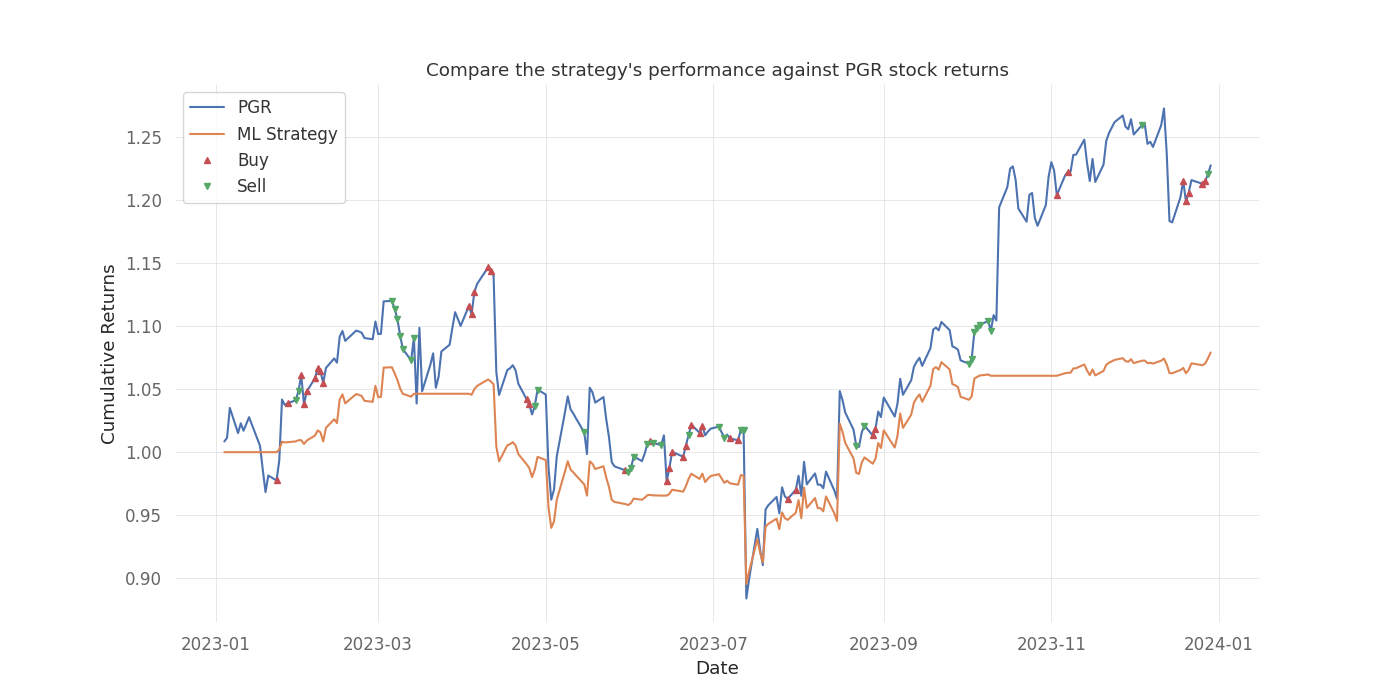 Compare the strategy's performance against PGR stock returns
PGR
ML Strategy
Buy
Sell
Cumulative Returns
1.25
1.20
1.15
1.10
1.05
1.00
0.95
0.90
2023-01
2023-03
2023-05
2023-07
2023-09
2023-11
2024-01
Date